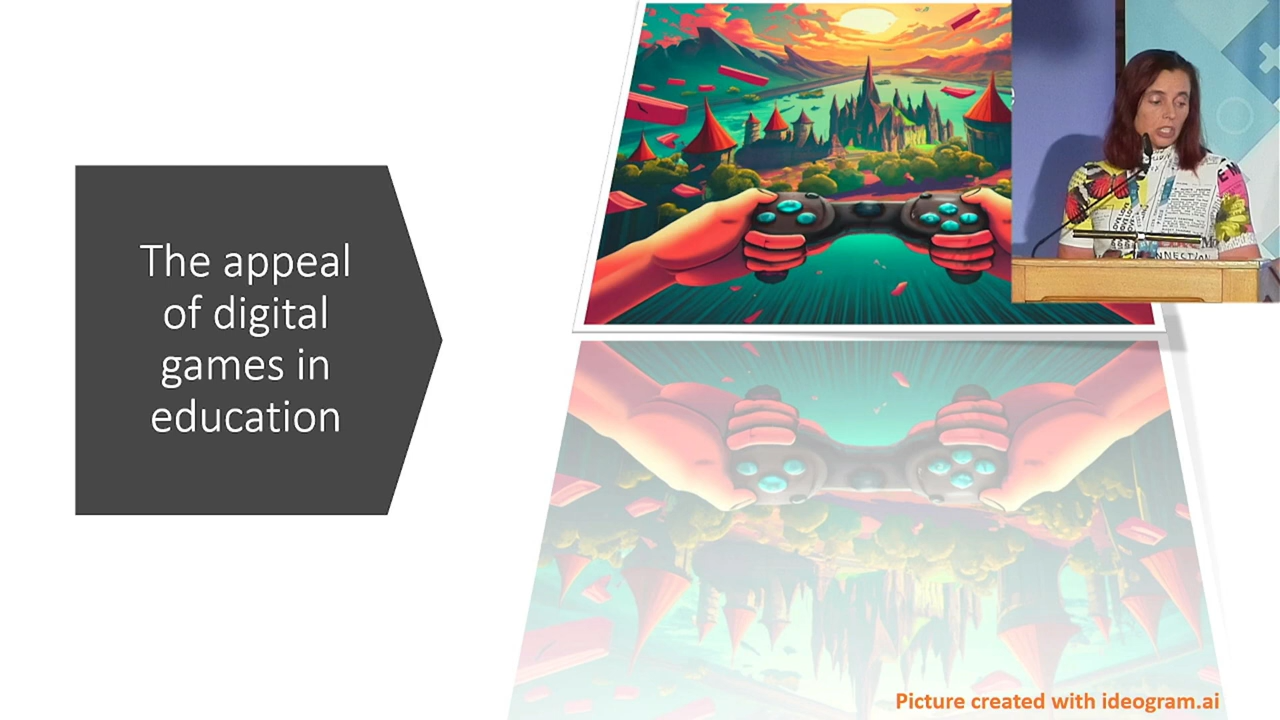 The appeal
of digital
games in
education
Picture created with ideogram.ai